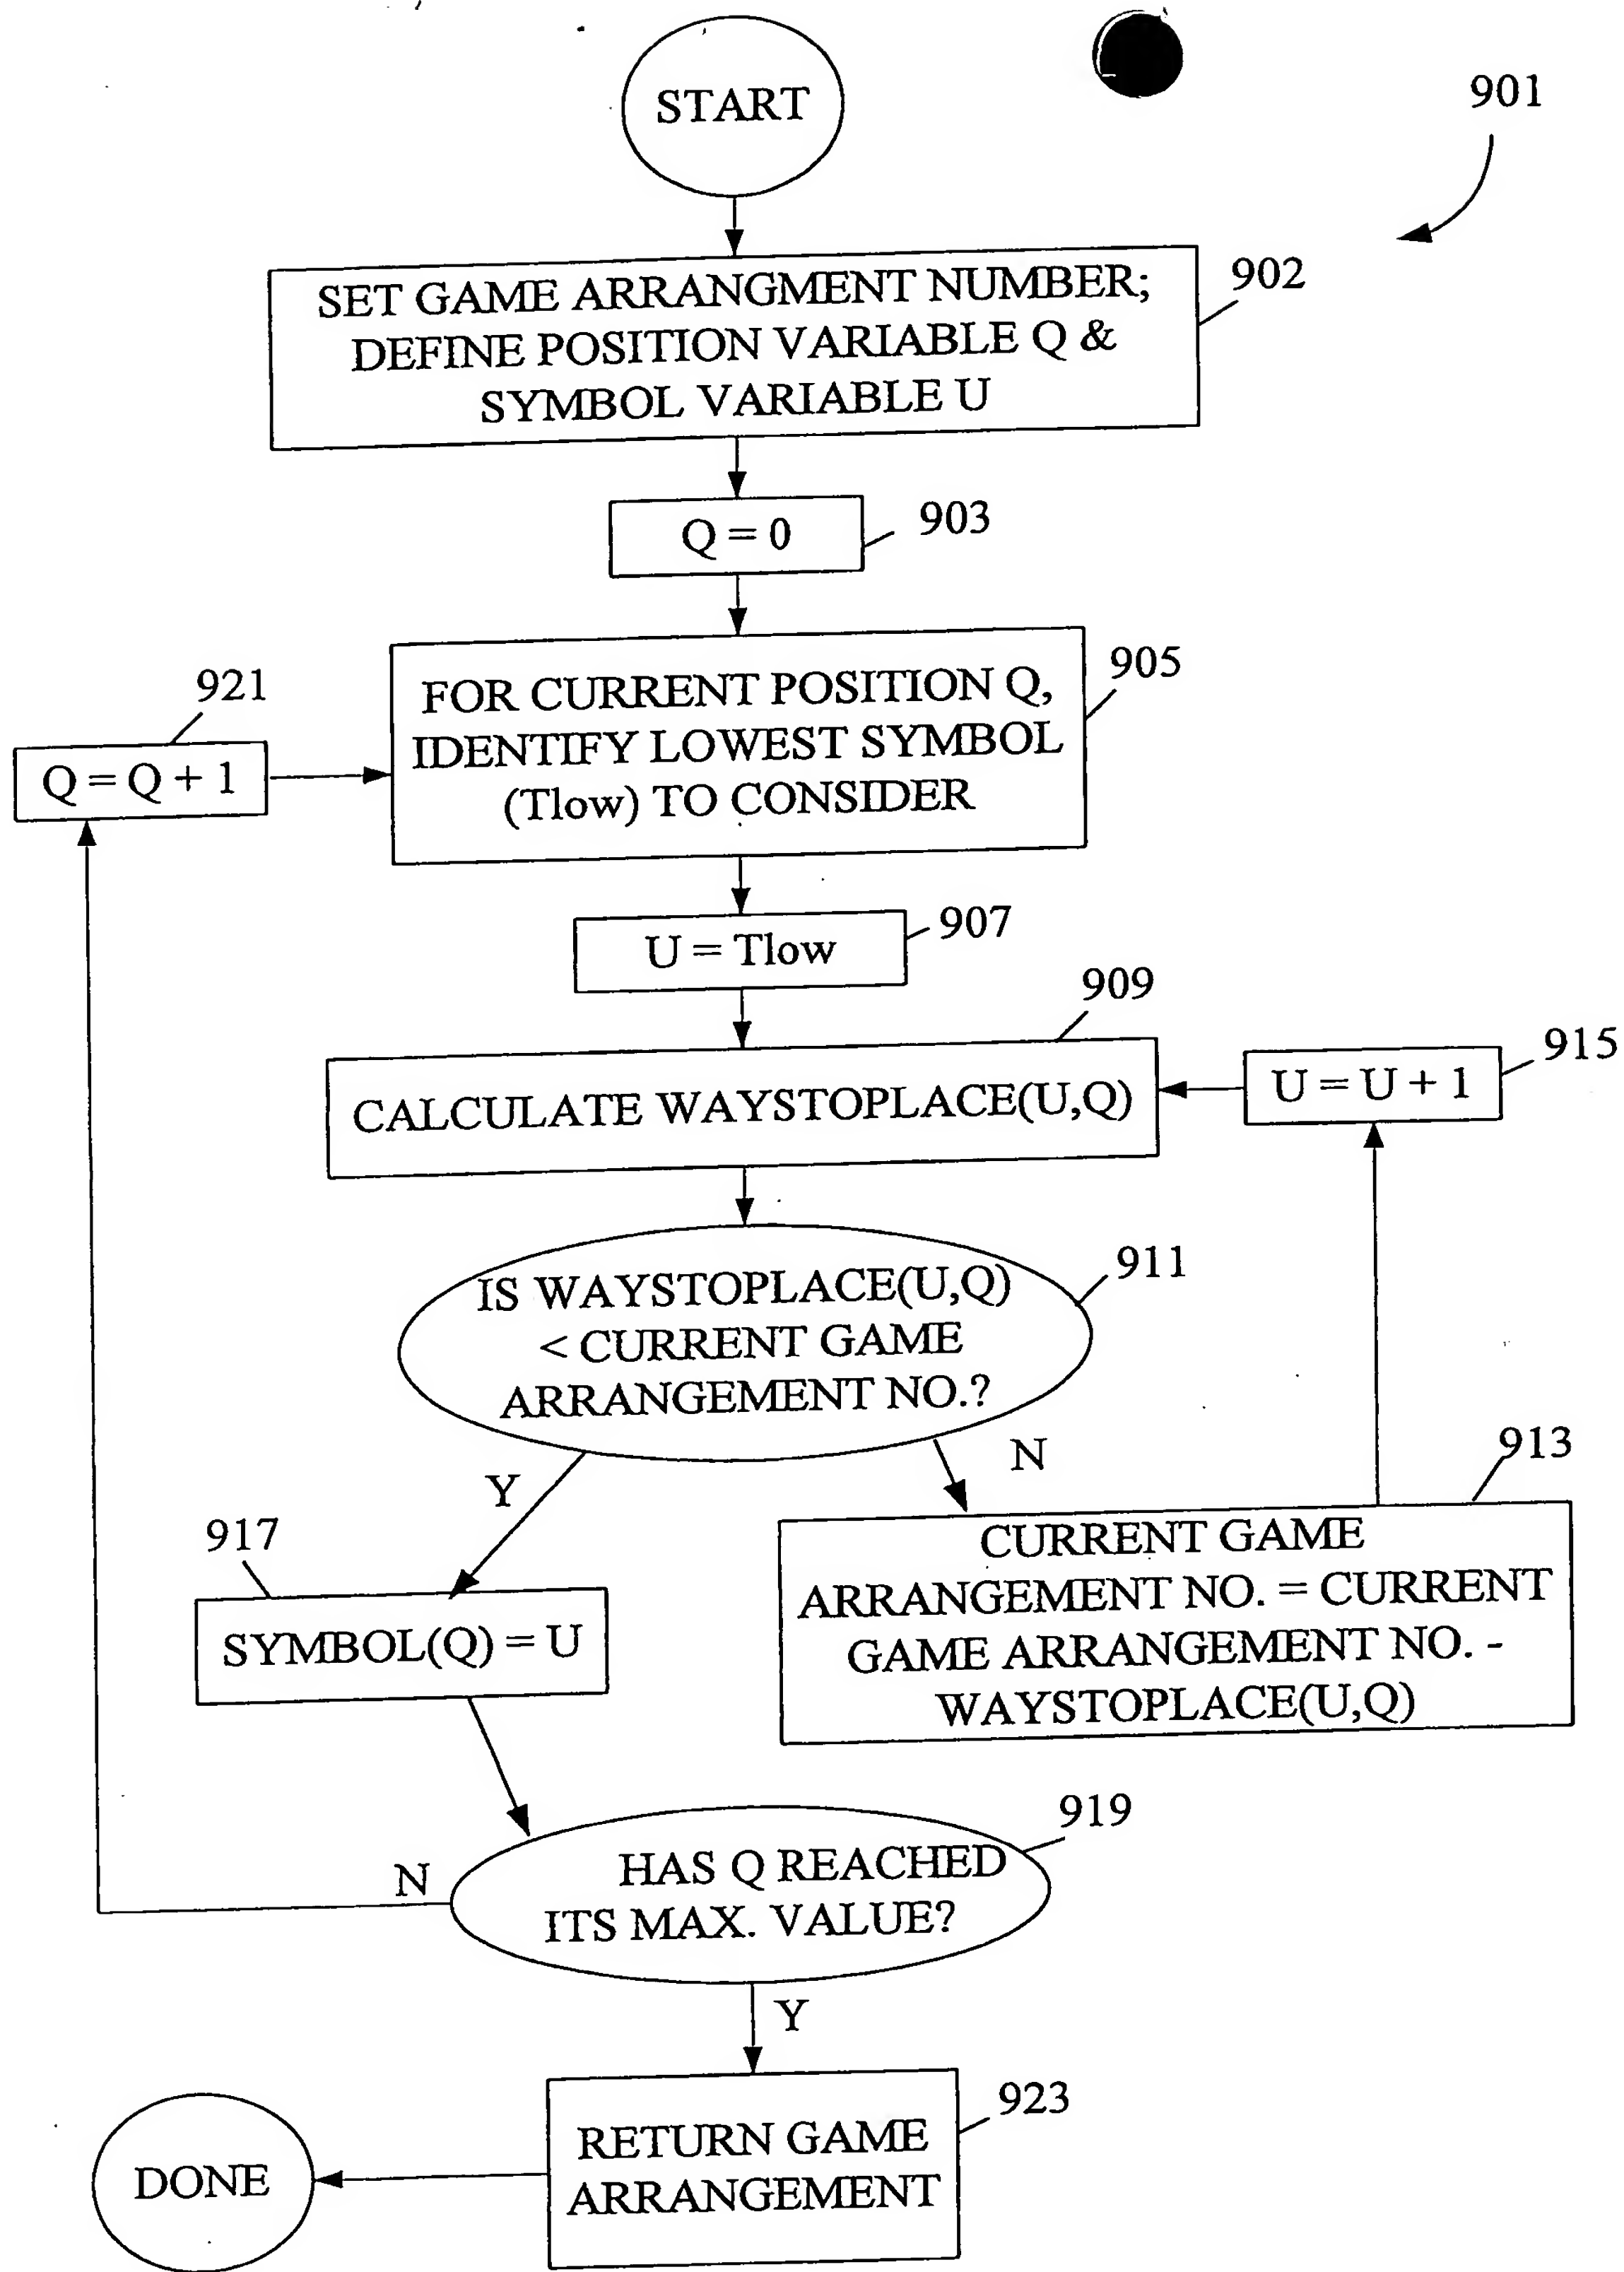 START
901
SET GAME ARRANGMENT NUMBER;
DEFINE POSITION VARIABLE Q &
SYMBOL VARIABLE U
902
Q = 0
903
921
Q = Q + 1
FOR CURRENT POSITION Q,
IDENTIFY LOWEST SYMBOL
(Tlow) TO CONSIDER
905
U = Tlow
907
909
CALCULATE WAYSTOPLACE(U,Q)
U = U + 1
915
IS WAYSTOPLACE(U,Q)
< CURRENT GAME
ARRANGEMENT NO.?
911
Y
N
913
917
SYMBOL(Q) = U
CURRENT GAME
ARRANGEMENT NO. = CURRENT
GAME ARRANGEMENT NO. -
WAYSTOPLACE(U,Q)
919
HAS Q REACHED
ITS MAX. VALUE?
N
Y
923
RETURN GAME
ARRANGEMENT
DONE